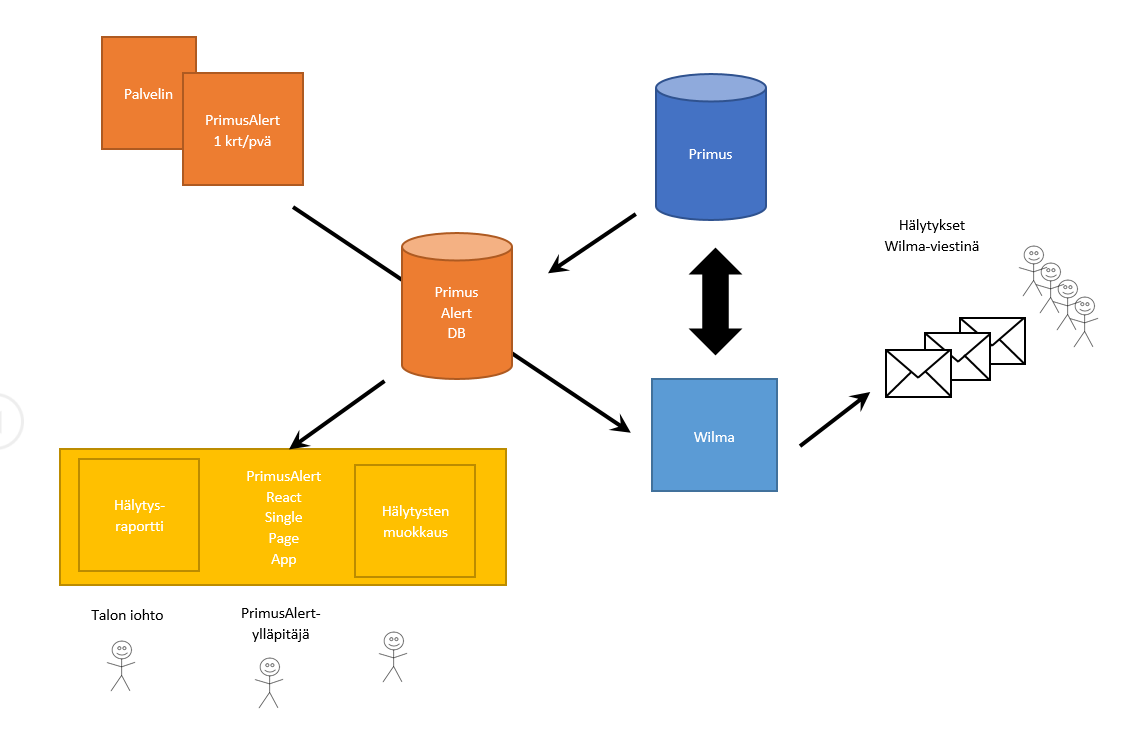 Palvelin
PrimusAlert
1 krt/pvä
Primus
Hälytykset
Wilma-viestinä
Primus
Alert
DB
Wilma
Hälytys-
raportti
PrimusAlert
React
Single
Page
App
Hälytysten
muokkaus
Talon iohto
PrimusAlert-
ylläpitäjä